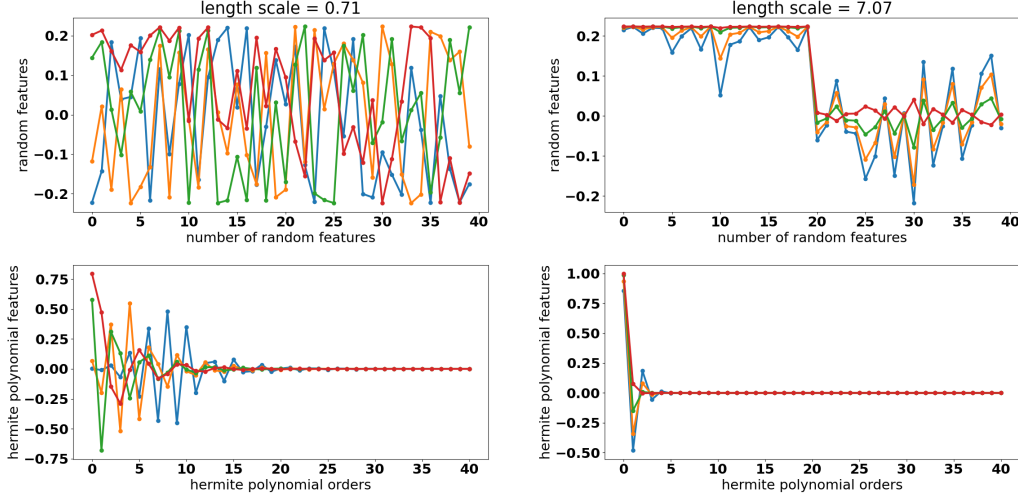 length scale = 0.71
length scale = 7.07
random features
0.2
0.1
0.0
−0.1
−0.2
0 5 10 15 20 25 30 35 40
number of random features
random features
0.2
0.1
0.0
−0.1
−0.2
0 5 10 15 20 25 30 35 40
number of random features
hermite polynomial features
0.75
0.50
0.25
0.00
−0.25
−0.50
−0.75
0 5 10 15 20 25 30 35 40
hermite polynomial orders
hermite polynomial features
1.00
0.75
0.50
0.25
0.00
−0.25
−0.50
0 5 10 15 20 25 30 35 40
hermite polynomial orders